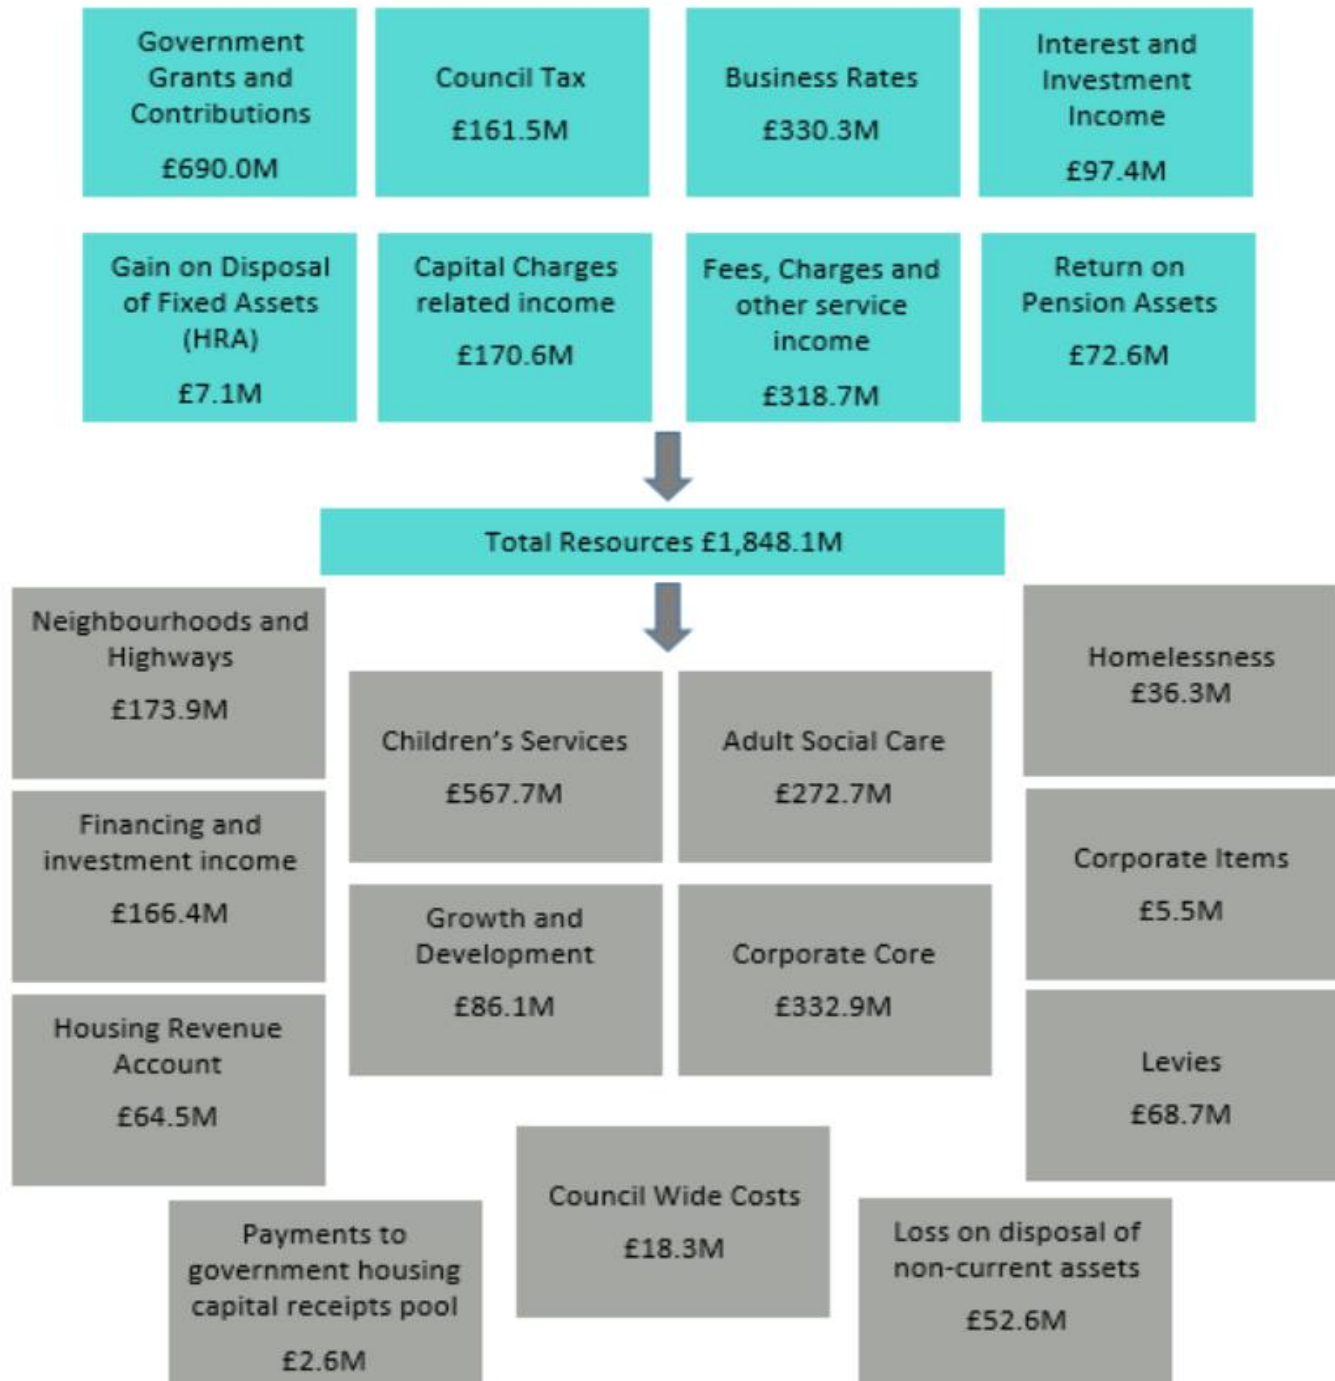 Government
Grants and
Contributions
£690.0M
Council Tax
£161.5M
Business Rates
£330.3M
Interest and
Investment
Income
£97.4M
Gain on Disposal
of Fixed Assets
(HRA)
£7.1M
Capital Charges
related income
£170.6M
Fees, Charges and
other service
income
£318.7M
Return on
Pension Assets
£72.6M
Total Resources £1,848.1M
Neighbourhoods and
Highways
£173.9M
Children's Services
£567.7M
Adult Social Care
£272.7M
Homelessness
£36.3M
Financing and
investment income
£166.4M
Growth and
Development
£86.1M
Corporate Core
£332.9M
Corporate Items
£5.5M
Housing Revenue
Account
£64.5M
Levies
£68.7M
Payments to
government housing
capital receipts pool
£2.6M
Council Wide Costs
£18.3M
Loss on disposal of
non-current assets
£52.6M